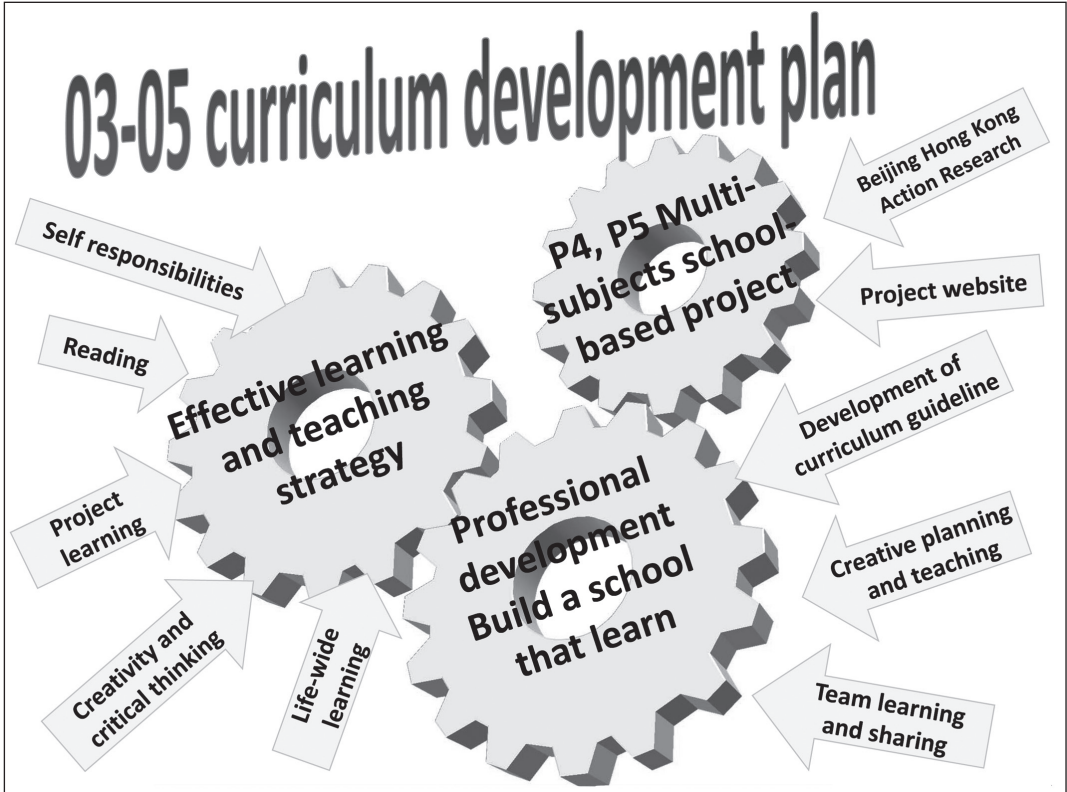 03-05 curriculum development plan
Self responsibilities
Reading
Project
learning
Creativity and
critical thinking
Life-wide
learning
Effective learning
and teaching
strategy
P4, P5 Multi-
subjects school-
based project
Professional
development
Build a school
that learn
Beijing Hong Kong
Action Research
Project website
Development of
curriculum guideline
Creative planning
and teaching
Team learning
and sharing